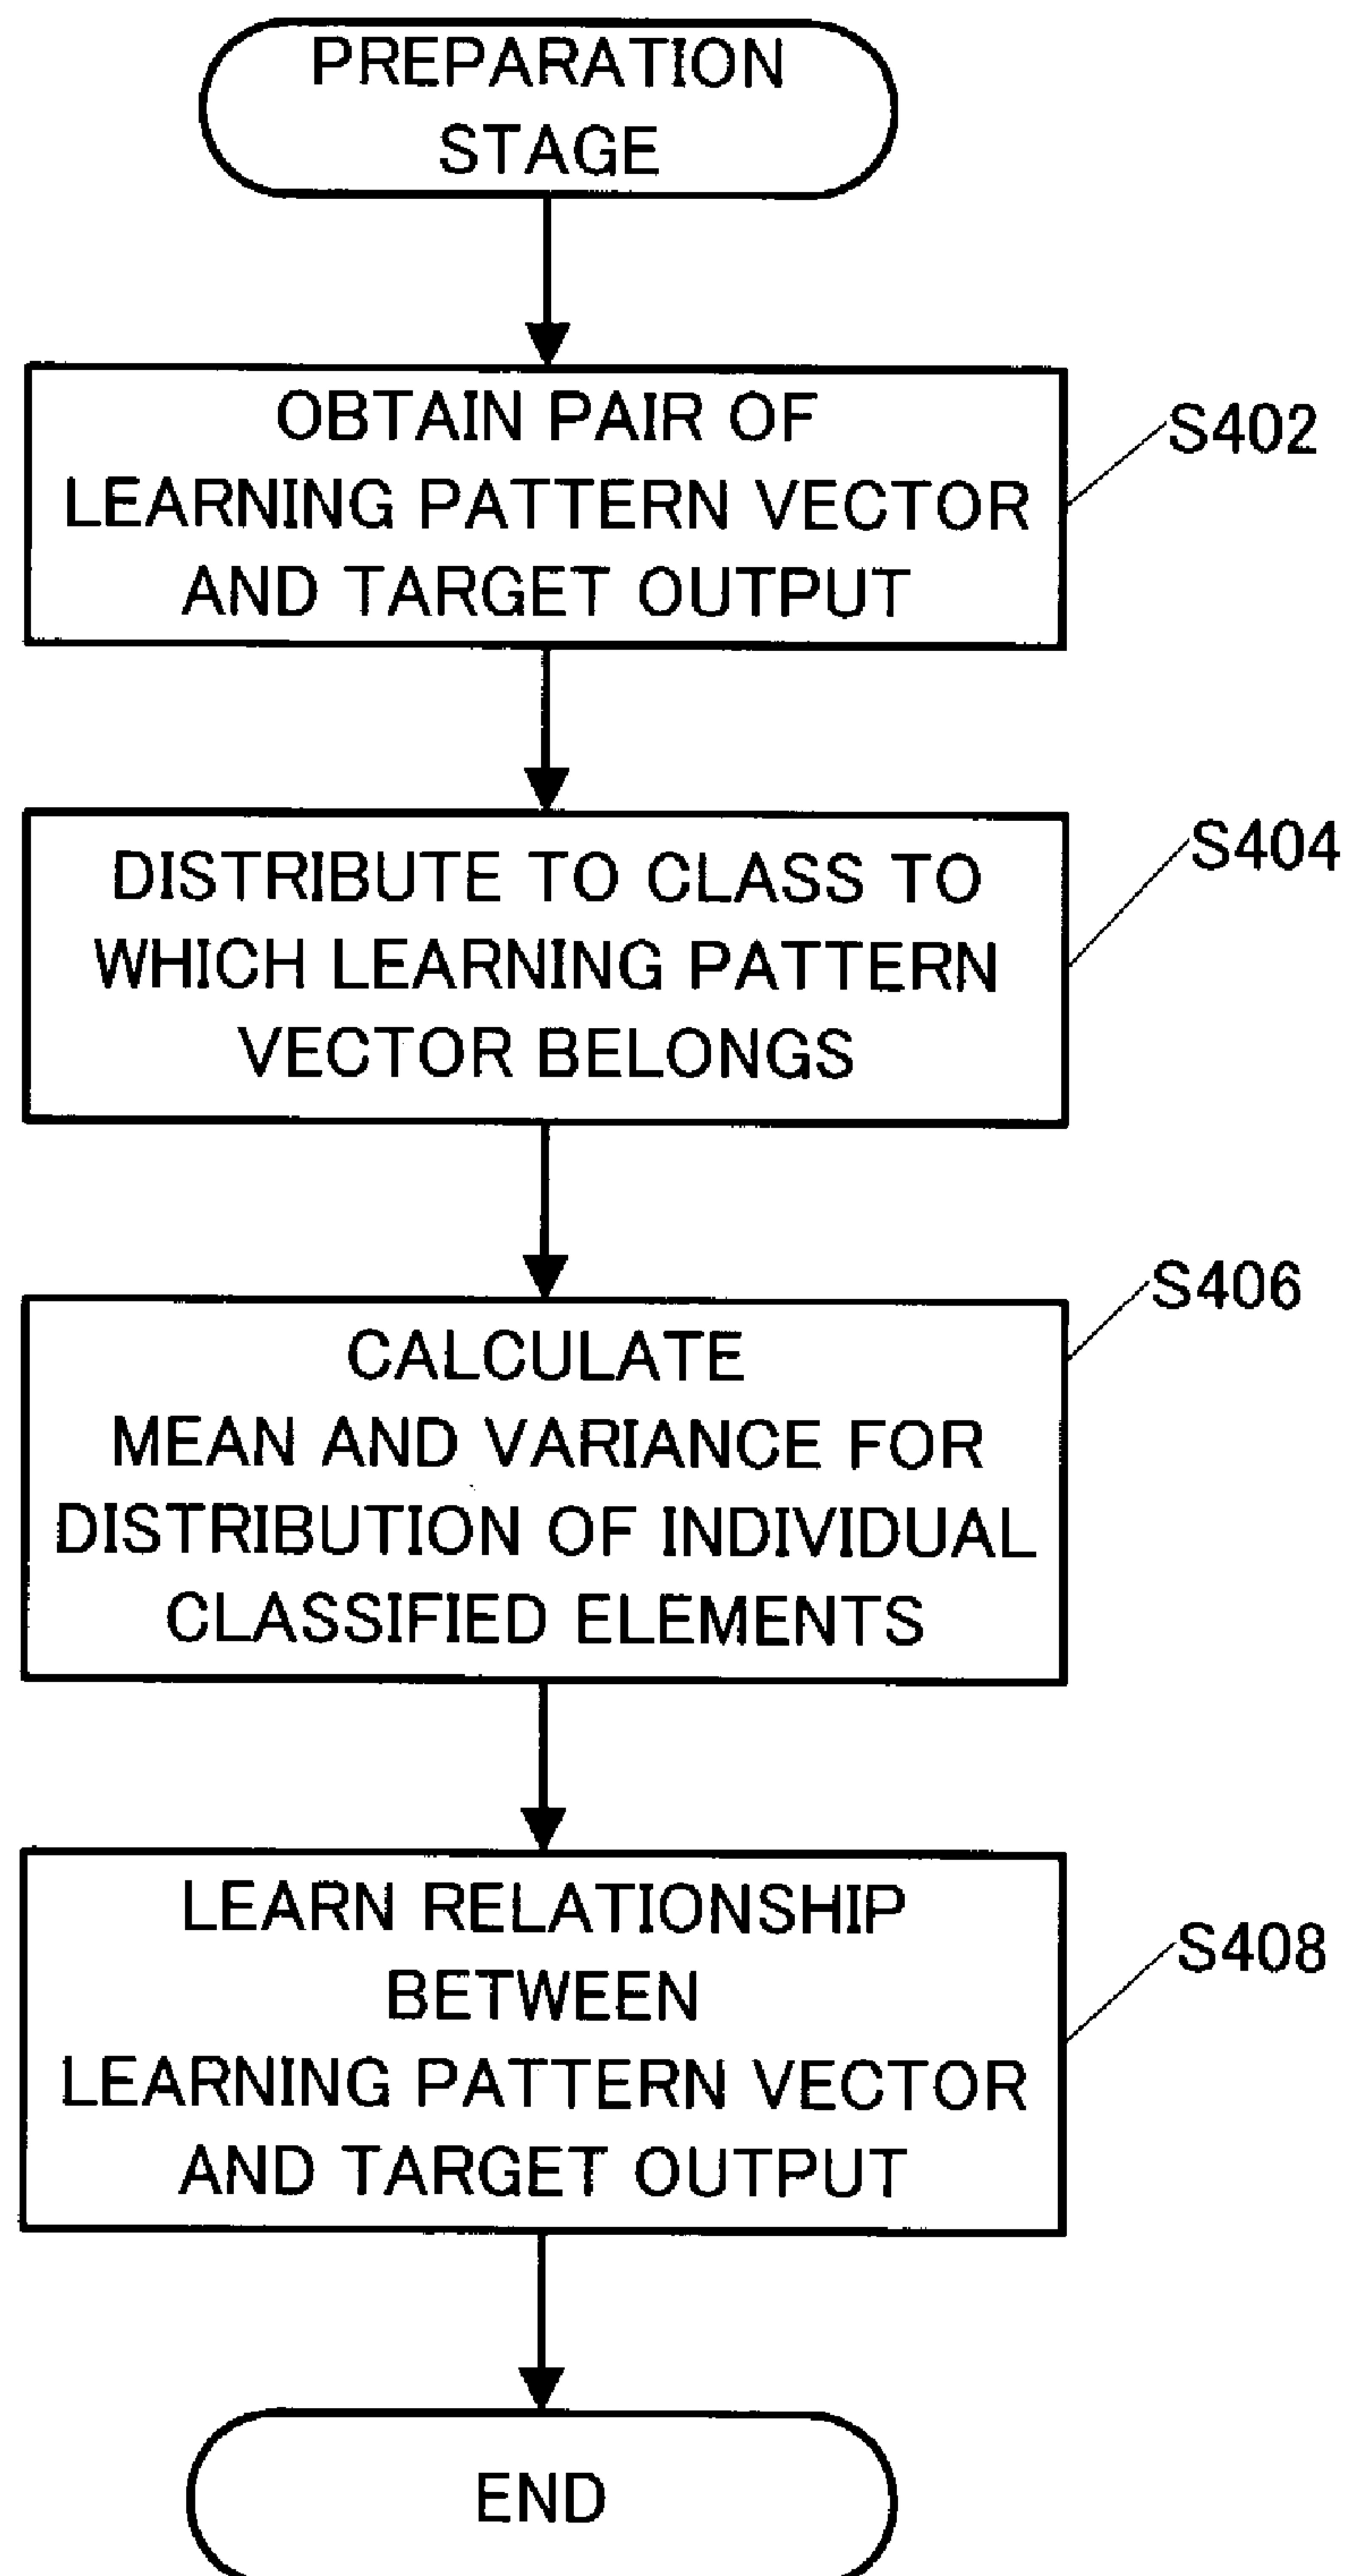 PREPARATION
STAGE
OBTAIN PAIR OF
LEARNING PATTERN VECTOR
AND TARGET OUTPUT
S402
DISTRIBUTE TO CLASS TO
WHICH LEARNING PATTERN
VECTOR BELONGS
S404
CALCULATE
MEAN AND VARIANCE FOR
DISTRIBUTION OF INDIVIDUAL
CLASSIFIED ELEMENTS
S406
LEARN RELATIONSHIP
BETWEEN
LEARNING PATTERN VECTOR
AND TARGET OUTPUT
S408
END